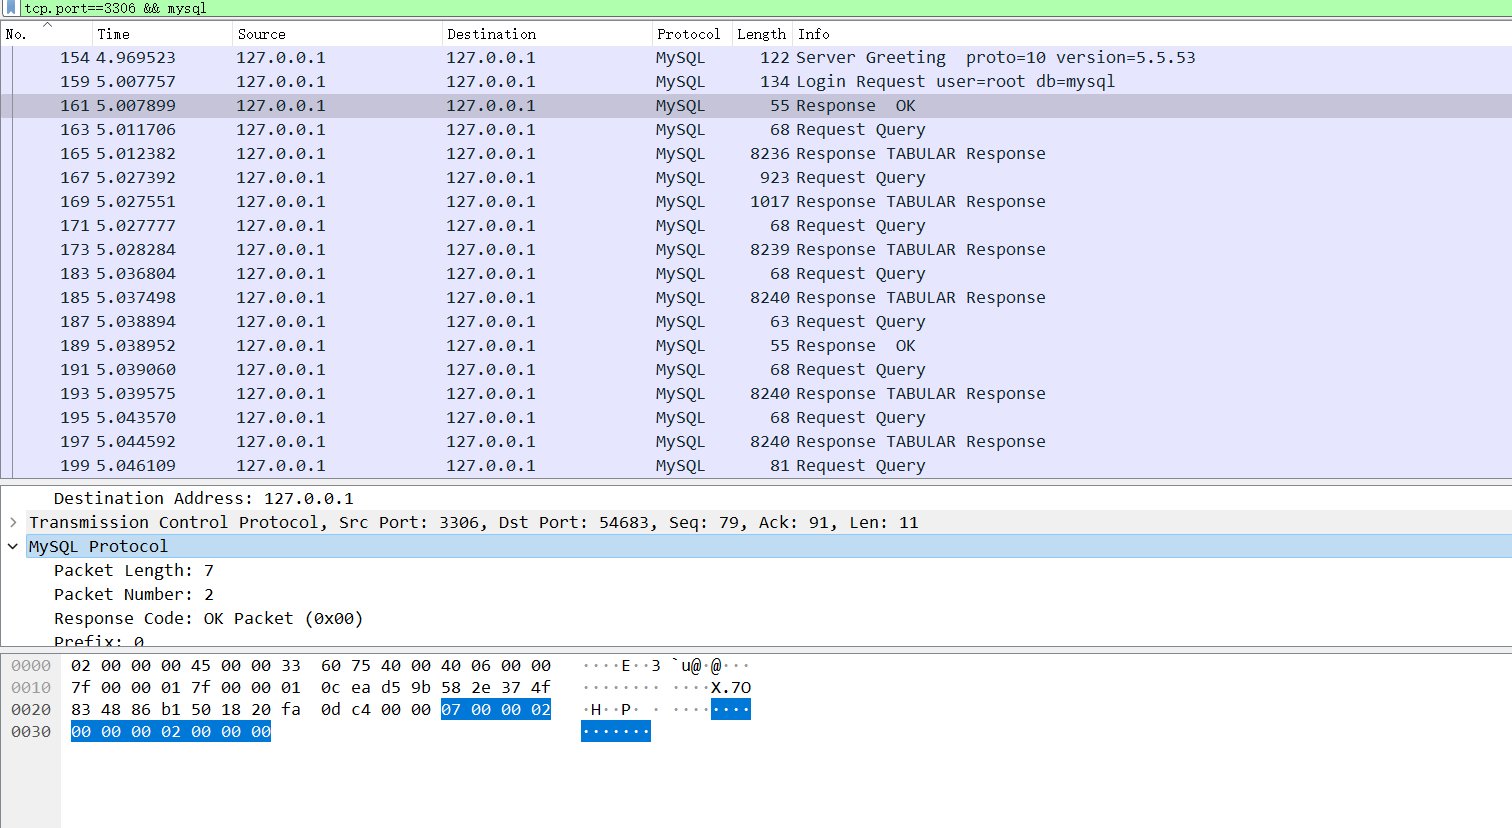 tcp.port==3306 && mysql
No. Time Source Destination Protocol Length Info
154 4.969523 127.0.0.1 127.0.0.1 MySQL 122 Server Greeting  proto=10 version=5.5.53
159 5.007757 127.0.0.1 127.0.0.1 MySQL 134 Login Request user=root db=mysql
161 5.007899 127.0.0.1 127.0.0.1 MySQL 55 Response  OK
163 5.011706 127.0.0.1 127.0.0.1 MySQL 68 Request Query
165 5.012382 127.0.0.1 127.0.0.1 MySQL 8236 Response TABULAR Response
167 5.027392 127.0.0.1 127.0.0.1 MySQL 923 Request Query
169 5.027551 127.0.0.1 127.0.0.1 MySQL 1017 Response TABULAR Response
171 5.027777 127.0.0.1 127.0.0.1 MySQL 68 Request Query
173 5.028284 127.0.0.1 127.0.0.1 MySQL 8239 Response TABULAR Response
183 5.036804 127.0.0.1 127.0.0.1 MySQL 68 Request Query
185 5.037498 127.0.0.1 127.0.0.1 MySQL 8240 Response TABULAR Response
187 5.038894 127.0.0.1 127.0.0.1 MySQL 63 Request Query
189 5.038952 127.0.0.1 127.0.0.1 MySQL 55 Response  OK
191 5.039060 127.0.0.1 127.0.0.1 MySQL 68 Request Query
193 5.039575 127.0.0.1 127.0.0.1 MySQL 8240 Response TABULAR Response
195 5.043570 127.0.0.1 127.0.0.1 MySQL 68 Request Query
197 5.044592 127.0.0.1 127.0.0.1 MySQL 8240 Response TABULAR Response
199 5.046109 127.0.0.1 127.0.0.1 MySQL 81 Request Query
Destination Address: 127.0.0.1
Transmission Control Protocol, Src Port: 3306, Dst Port: 54683, Seq: 79, Ack: 91, Len: 11
MySQL Protocol
Packet Length: 7
Packet Number: 2
Response Code: OK Packet (0x00)
Prefix: 0
0000 02 00 00 00 45 00 00 33 60 75 40 00 40 06 00 00 ····E··3 `u@·@···
0010 7f 00 00 01 7f 00 00 01 0c ea d5 9b 58 2e 37 4f ········ ····X.7O
0020 83 48 86 b1 50 18 20 fa 0d c4 00 00 07 00 00 02 ·H··P· · ········
0030 00 00 00 02 00 00 00 ·······